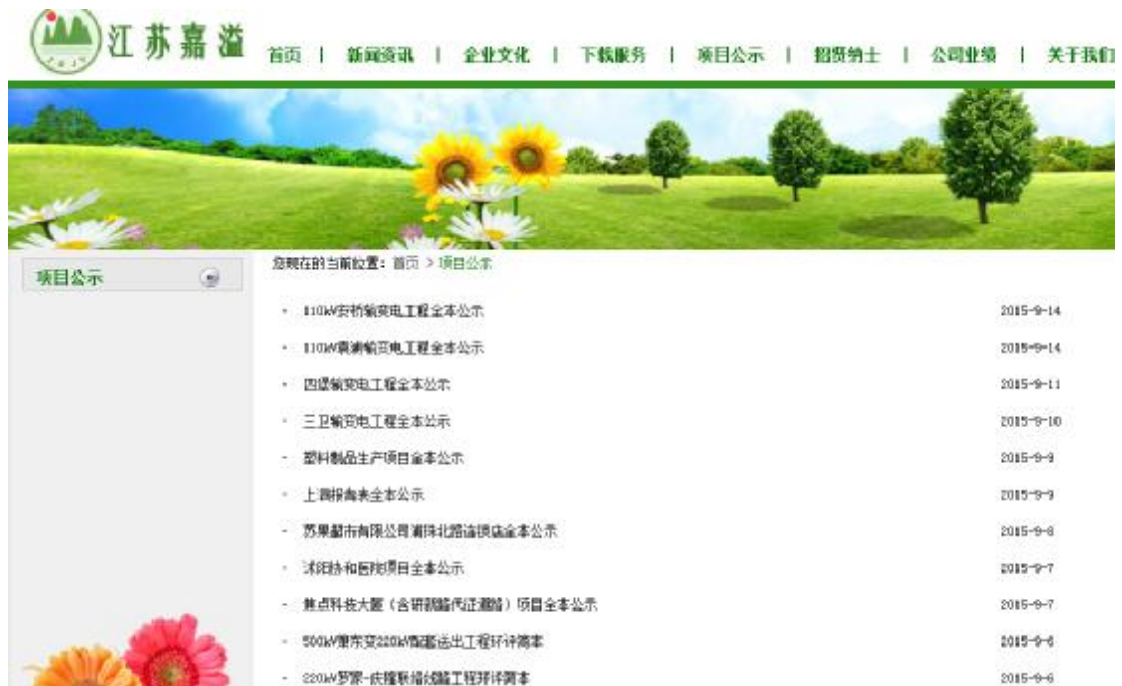 江苏嘉溢
首页 | 新闻资讯 | 企业文化 | 下载服务 | 项目公示 | 招贤纳士 | 公司业绩 | 关于我们
项目公示
您现在的当前位置：首页 > 项目公示
- 110kV安桥输变电工程全本公示 2015-9-14
- 110kV袁浦输变电工程全本公示 2015-9-14
- 四堡输变电工程全本公示 2015-9-11
- 三卫输变电工程全本公示 2015-9-10
- 塑料制品生产项目全本公示 2015-9-9
- 报告表全本公示 2015-9-9
- 苏果超市有限公司浦珠北路连锁店全本公示 2015-9-8
- 沭阳协和医院项目全本公示 2015-9-7
- 焦点科技大厦（含研）项目全本公示 2015-9-7
- 500kV东变220kV配套送出工程环评简本 2015-9-6
- 220kV罗家-线路工程环评简本 2015-9-6